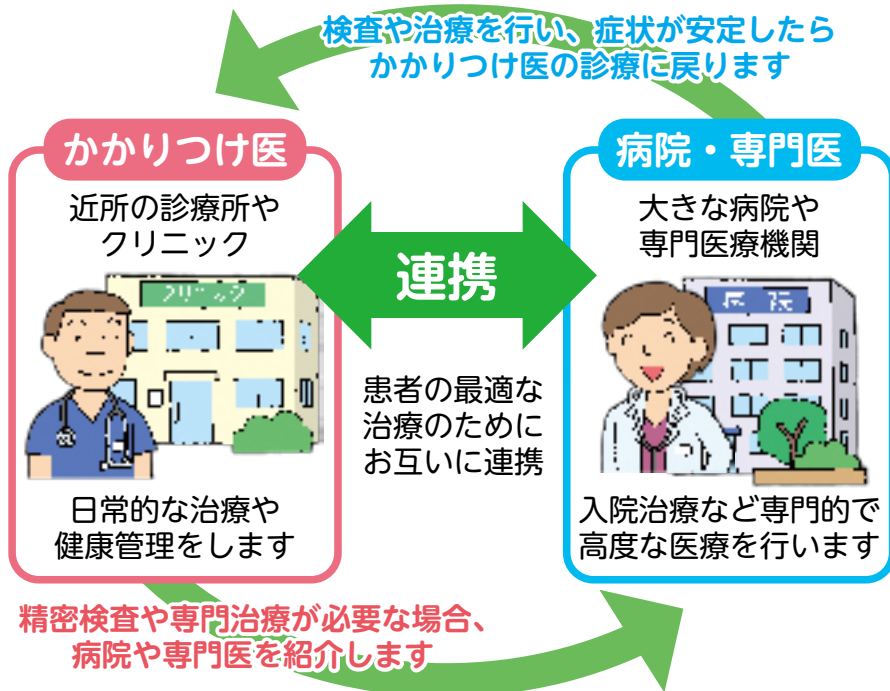 検査や治療を行い、症状が安定したら
かかりつけ医の診療に戻ります
かかりつけ医
近所の診療所や
クリニック
クリニック
日常的な治療や
健康管理をします
連携
患者の最適な
治療のために
お互いに連携
病院・専門医
大きな病院や
専門医療機関
入院治療など専門的で
高度な医療を行います
精密検査や専門治療が必要な場合、
病院や専門医を紹介します